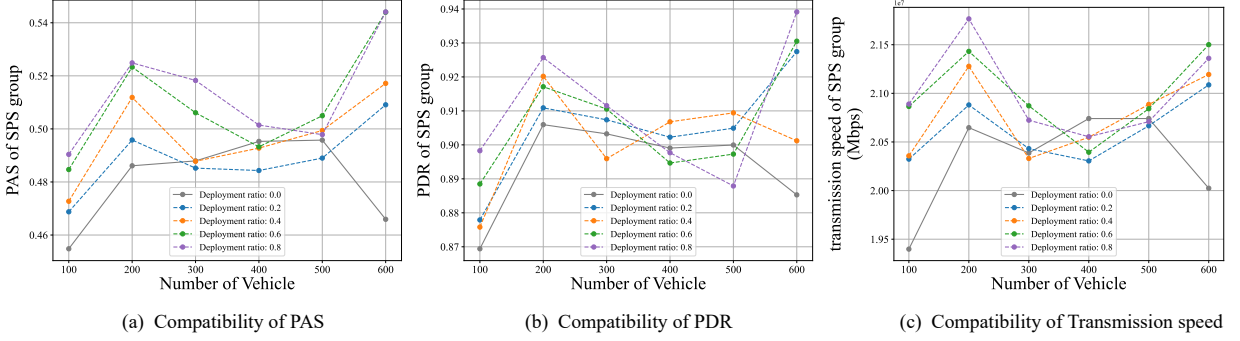 0.54
0.52
0.50
0.48
0.46
PAS of SPS group
Deployment ratio: 0.0
Deployment ratio: 0.2
Deployment ratio: 0.4
Deployment ratio: 0.6
Deployment ratio: 0.8
100 200 300 400 500 600
Number of Vehicle
(a) Compatibility of PAS
0.94
0.93
0.92
0.91
0.90
0.89
0.88
0.87
PDR of SPS group
Deployment ratio: 0.0
Deployment ratio: 0.2
Deployment ratio: 0.4
Deployment ratio: 0.6
Deployment ratio: 0.8
100 200 300 400 500 600
Number of Vehicle
(b) Compatibility of PDR
1e7
2.15
2.10
2.05
2.00
1.95
transmission speed of SPS group
(Mbps)
Deployment ratio: 0.0
Deployment ratio: 0.2
Deployment ratio: 0.4
Deployment ratio: 0.6
Deployment ratio: 0.8
100 200 300 400 500 600
Number of Vehicle
(c) Compatibility of Transmission speed